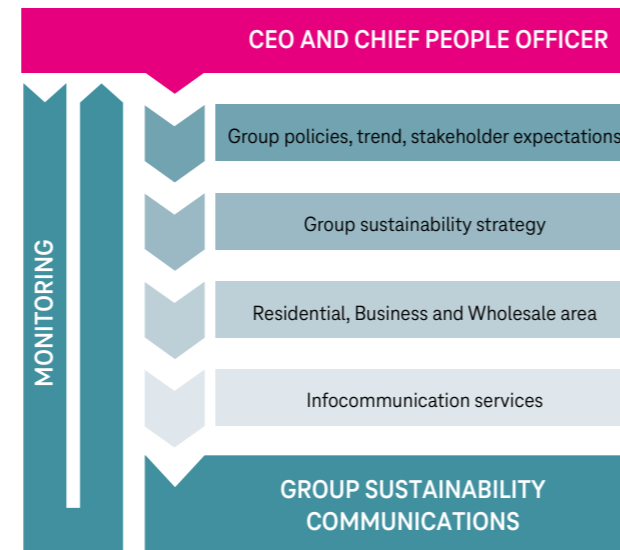 CEO AND CHIEF PEOPLE OFFICER
Group policies, trend, stakeholder expectations
Group sustainability strategy
Residential, Business and Wholesale area
Infocommunication services
MONITORING
GROUP SUSTAINABILITY
COMMUNICATIONS